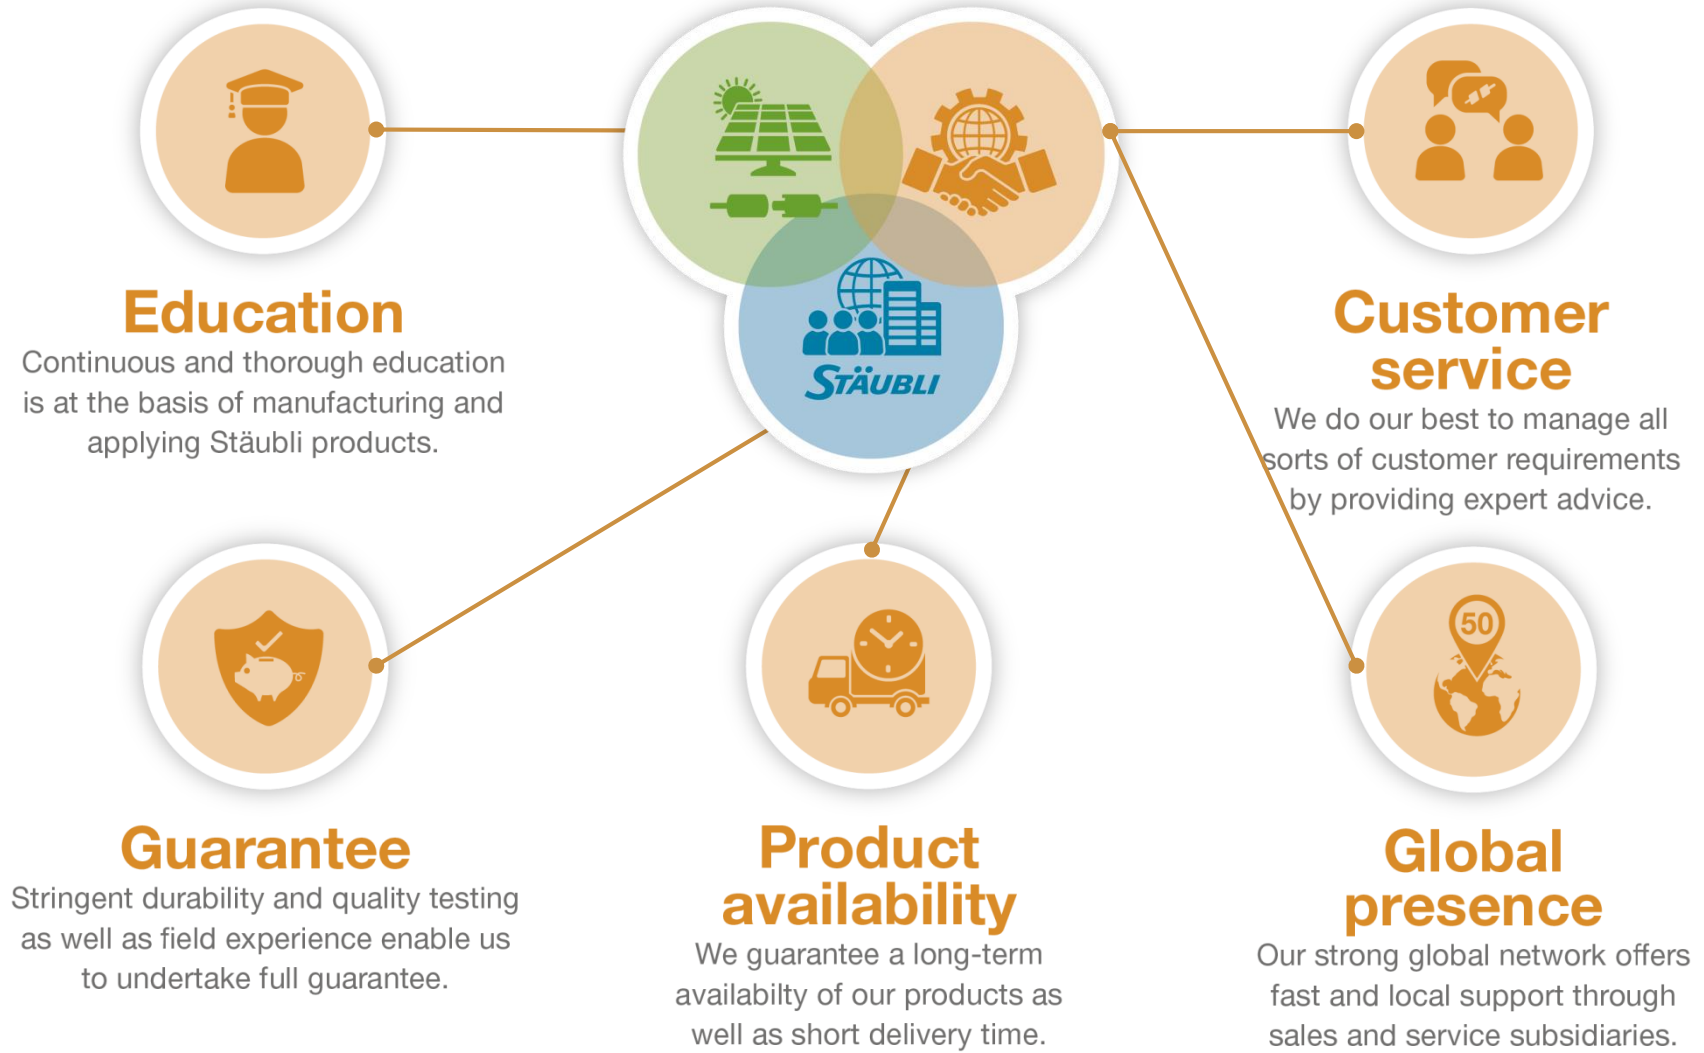 STÄUBLI
Education
Continuous and thorough education
is at the basis of manufacturing and
applying Stäubli products.
Customer
service
We do our best to manage all
sorts of customer requirements
by providing expert advice.
Guarantee
Stringent durability and quality testing
as well as field experience enable us
to undertake full guarantee.
Product
availability
We guarantee a long-term
availabilty of our products as
well as short delivery time.
50
Global
presence
Our strong global network offers
fast and local support through
sales and service subsidiaries.